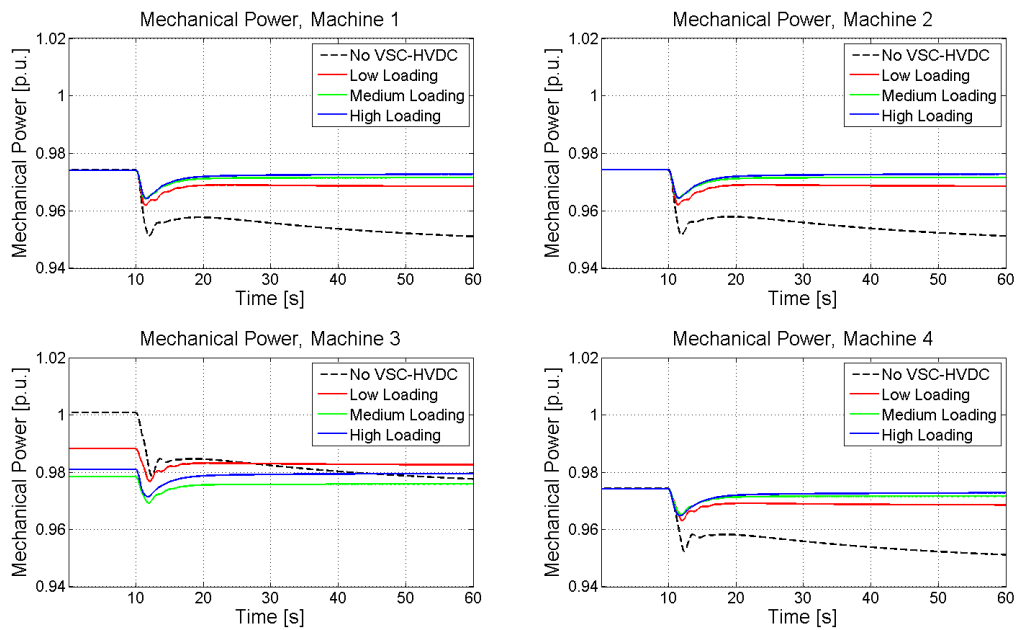 Mechanical Power, Machine 1
Mechanical Power [p.u.]
1.02
1
0.98
0.96
0.94
No VSC-HVDC
Low Loading
Medium Loading
High Loading
10
20
30
40
50
60
Time [s]
Mechanical Power, Machine 2
Mechanical Power [p.u.]
1.02
1
0.98
0.96
0.94
No VSC-HVDC
Low Loading
Medium Loading
High Loading
10
20
30
40
50
60
Time [s]
Mechanical Power, Machine 3
Mechanical Power [p.u.]
1.02
1
0.98
0.96
0.94
No VSC-HVDC
Low Loading
Medium Loading
High Loading
10
20
30
40
50
60
Time [s]
Mechanical Power, Machine 4
Mechanical Power [p.u.]
1.02
1
0.98
0.96
0.94
No VSC-HVDC
Low Loading
Medium Loading
High Loading
10
20
30
40
50
60
Time [s]